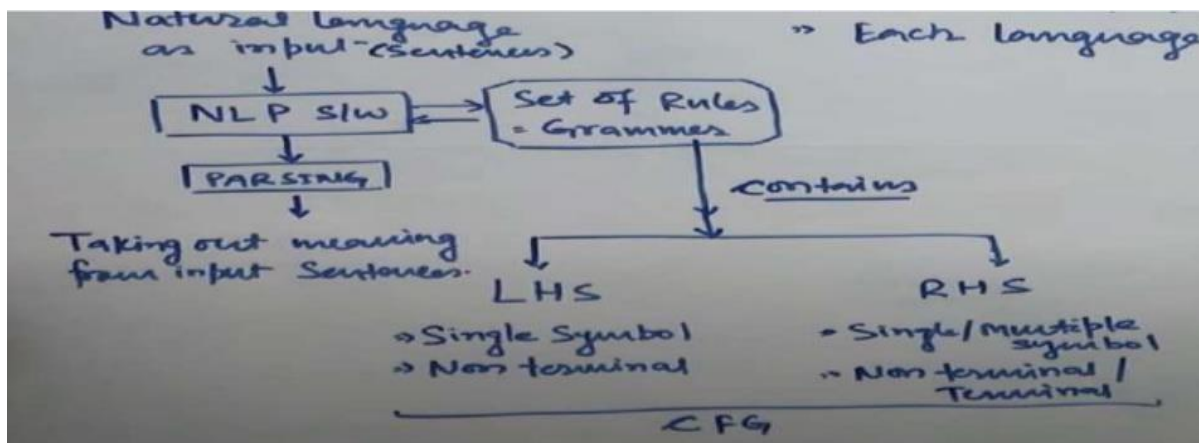 Natural language
as input (Sentences)
» Each language
NLP S/W
Set of Rules
= Grammes
PARSING
contains
Taking out meaning
from input Sentences.
LHS
RHS
» Single Symbol
» Non terminal
» Single/multiple
symbol
» Non terminal /
Terminal
CFG